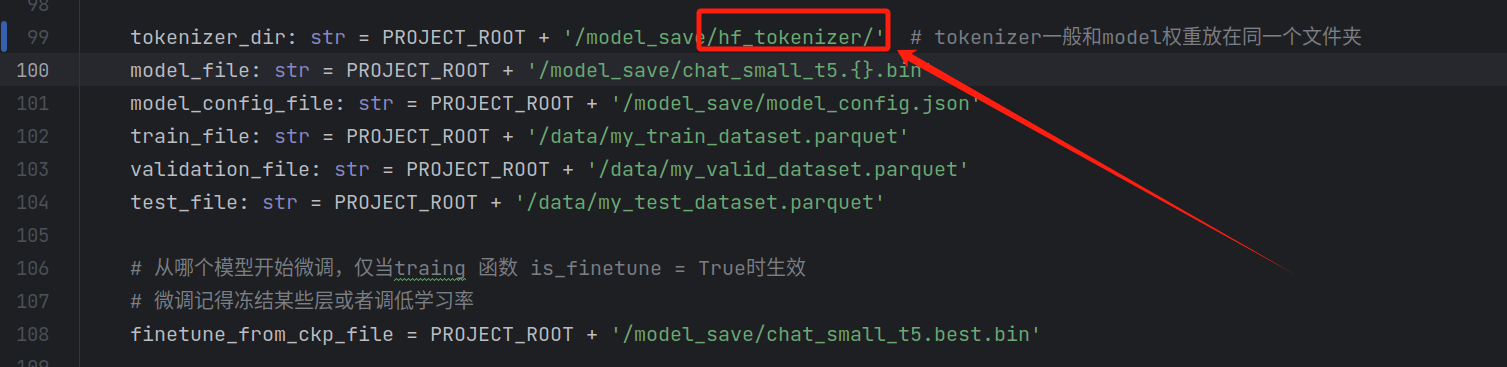 98
99 tokenizer_dir: str = PROJECT_ROOT + '/model_save/hf_tokenizer/' # tokenizer一般和model权重放在同一个文件夹
100 model_file: str = PROJECT_ROOT + '/model_save/chat_small_t5.{}.bin'
101 model_config_file: str = PROJECT_ROOT + '/model_save/model_config.json'
102 train_file: str = PROJECT_ROOT + '/data/my_train_dataset.parquet'
103 validation_file: str = PROJECT_ROOT + '/data/my_valid_dataset.parquet'
104 test_file: str = PROJECT_ROOT + '/data/my_test_dataset.parquet'
105
106 # 从哪个模型开始微调，仅当traing 函数 is_finetune = True时生效
107 # 微调记得冻结某些层或者调低学习率
108 finetune_from_ckp_file = PROJECT_ROOT + '/model_save/chat_small_t5.best.bin'
109